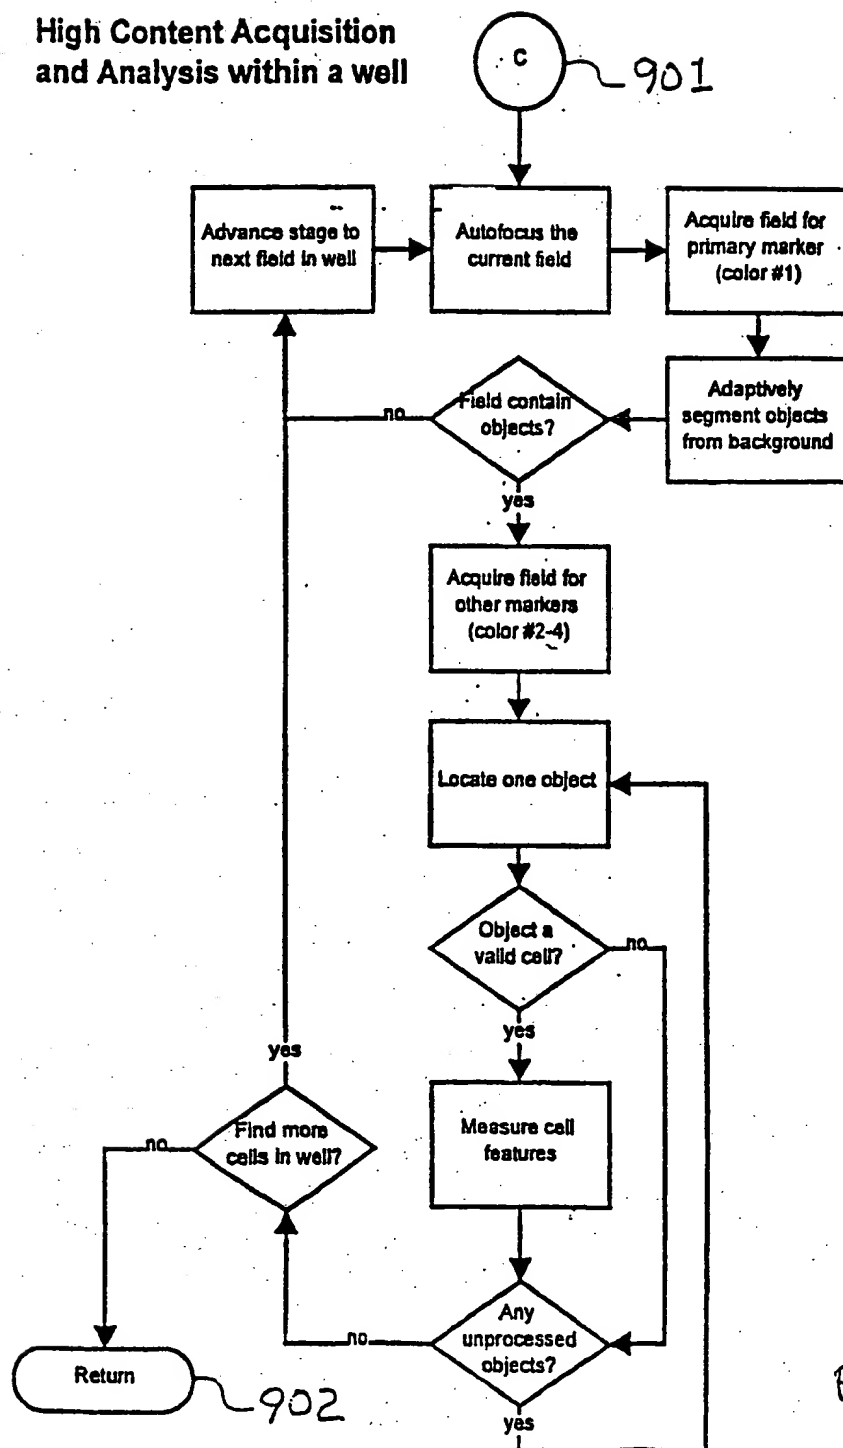 High Content Acquisition
and Analysis within a well
C
901
Advance stage to
next field in well
Autofocus the
current field
Acquire field for
primary marker
(color #1)
Field contain
objects?
no
Adaptively
segment objects
from background
yes
Acquire field for
other markers
(color #2-4)
Locate one object
Object a
valid cell?
no
yes
yes
Measure cell
features
Find more
cells in well?
no
Any
unprocessed
objects?
no
Return
902
yes